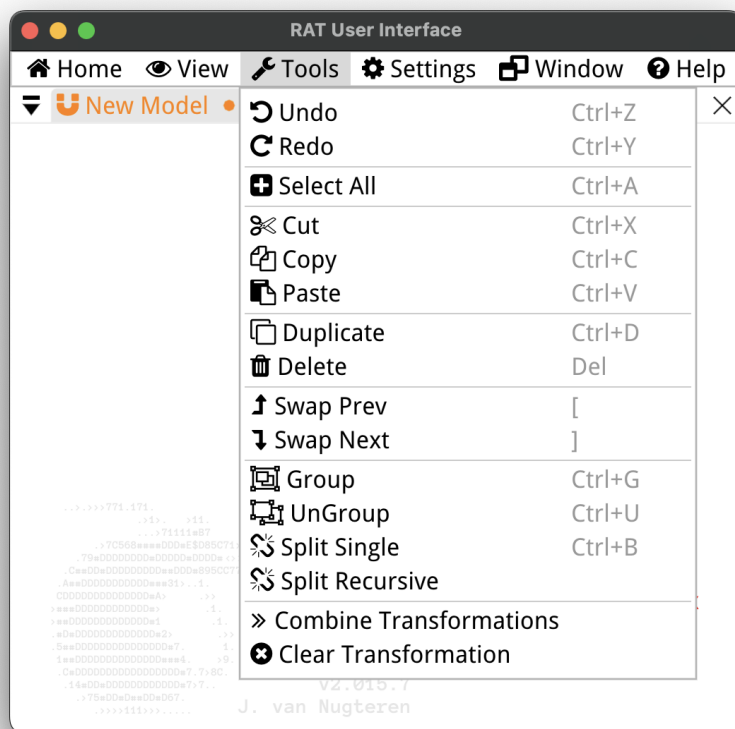 RAT User Interface
Home View Tools Settings Window Help
New Model
Undo Ctrl+Z
Redo Ctrl+Y
Select All Ctrl+A
Cut Ctrl+X
Copy Ctrl+C
Paste Ctrl+V
Duplicate Ctrl+D
Delete Del
Swap Prev [
Swap Next ]
Group Ctrl+G
UnGroup Ctrl+U
Split Single Ctrl+B
Split Recursive
Combine Transformations
Clear Transformation
v2.015.7
J. van Nugteren